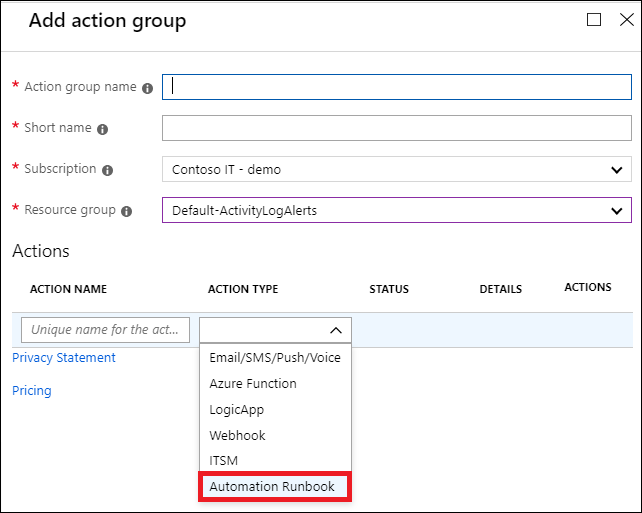 Add action group
* Action group name
* Short name
* Subscription
Contoso IT - demo
* Resource group
Default-ActivityLogAlerts
Actions
ACTION NAME ACTION TYPE STATUS DETAILS ACTIONS
Unique name for the act...
Privacy Statement
Pricing
Email/SMS/Push/Voice
Azure Function
LogicApp
Webhook
ITSM
Automation Runbook